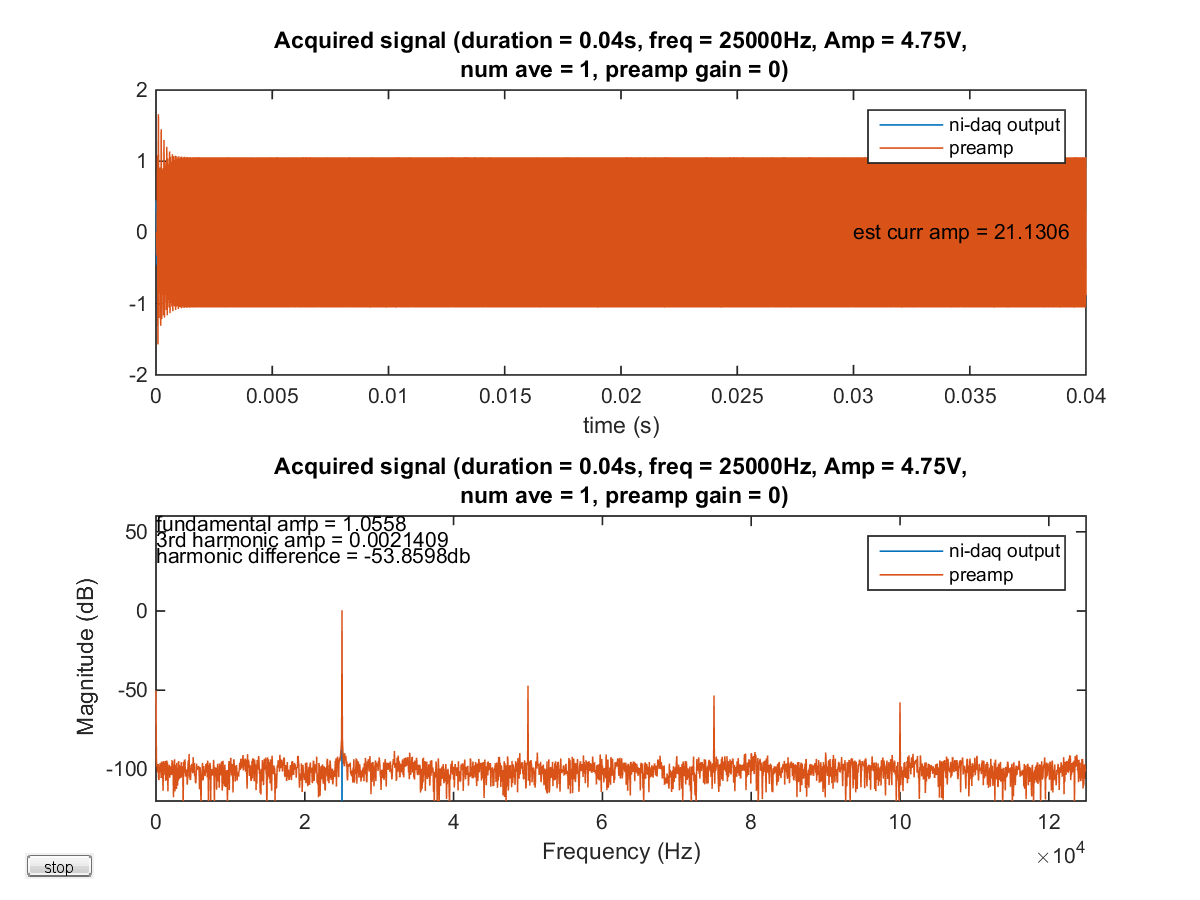 Acquired signal (duration = 0.04s, freq = 25000Hz, Amp = 4.75V,
num ave = 1, preamp gain = 0)
2
1
0
-1
-2
ni-daq output
preamp
est curr amp = 21.1306
0 0.005 0.01 0.015 0.02 0.025 0.03 0.035 0.04
time (s)
Acquired signal (duration = 0.04s, freq = 25000Hz, Amp = 4.75V,
num ave = 1, preamp gain = 0)
fundamental amp = 1.0558
3rd harmonic amp = 0.0021409
harmonic difference = -53.8598db
ni-daq output
preamp
50
0
-50
-100
Magnitude (dB)
0 2 4 6 8 10 12
×10⁴
Frequency (Hz)
stop